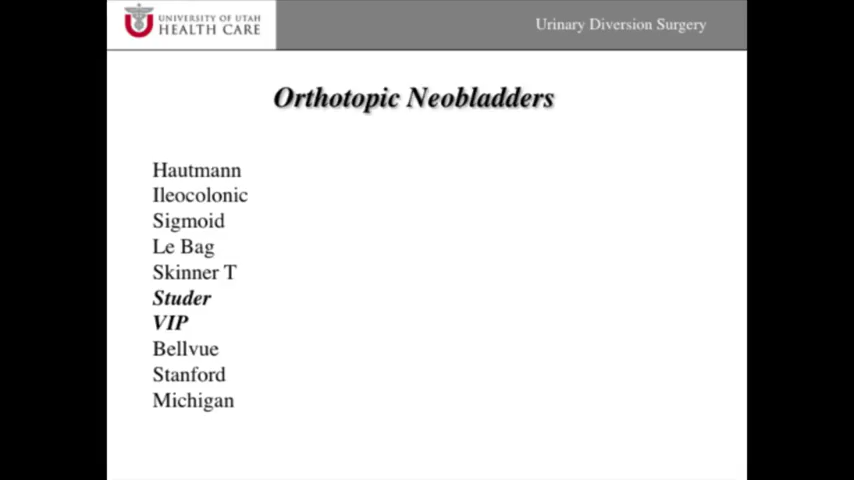 UNIVERSITY OF UTAH
HEALTH CARE
Urinary Diversion Surgery
Orthotopic Neobladders
Hautmann
Ileocolonic
Sigmoid
Le Bag
Skinner T
Studer
VIP
Bellvue
Stanford
Michigan